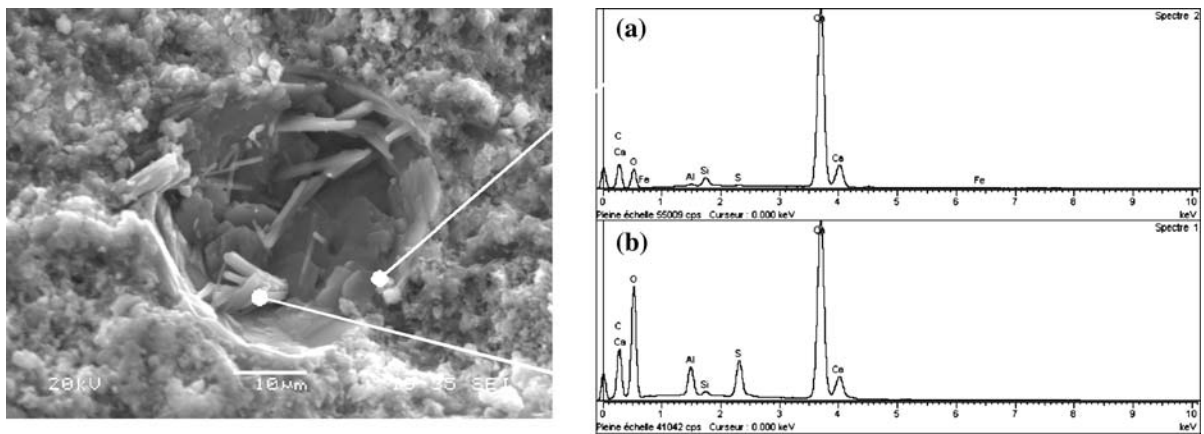 20kV
10µm
SEI
(a)
Spectre 2
Ca
C
Ca
O
Fe
Al
Si
S
Ca
Fe
0 1 2 3 4 5 6 7 8 9 10
Pleine échelle 55009 cps Curseur : 0.000 keV
keV
(b)
Spectre 1
Ca
O
C
Ca
Al
Si
S
Ca
0 1 2 3 4 5 6 7 8 9 10
Pleine échelle 41042 cps Curseur : 0.000 keV
keV